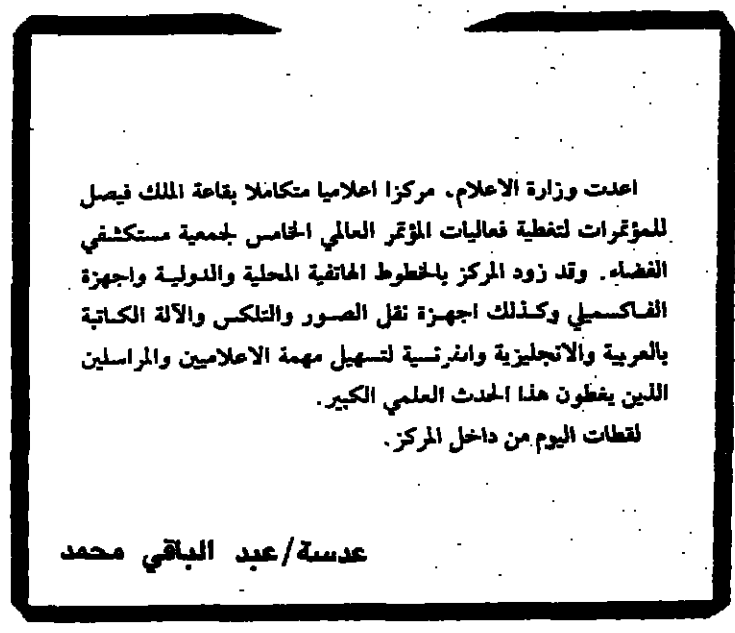 اعدت وزارة الاعلام، مركزا اعلاميا متكاملا بقاعة الملك فيصل
للمؤتمرات لتغطية فعاليات المؤتمر العالمي الخامس لجمعية مستكشفي
الفضاء. وقد زود المركز بالخطوط الهاتفية المحلية والدولية واجهزة
الفاكسميلي وكذلك اجهزة نقل الصور والتلكس والآلة الكاتبة
بالعربية والانجليزية والفرنسية لتسهيل مهمة الاعلاميين والمراسلين
الذين يغطون هذا الحدث العلمي الكبير.
لقطات اليوم من داخل المركز.
عدسة/عبد الباقي محمد